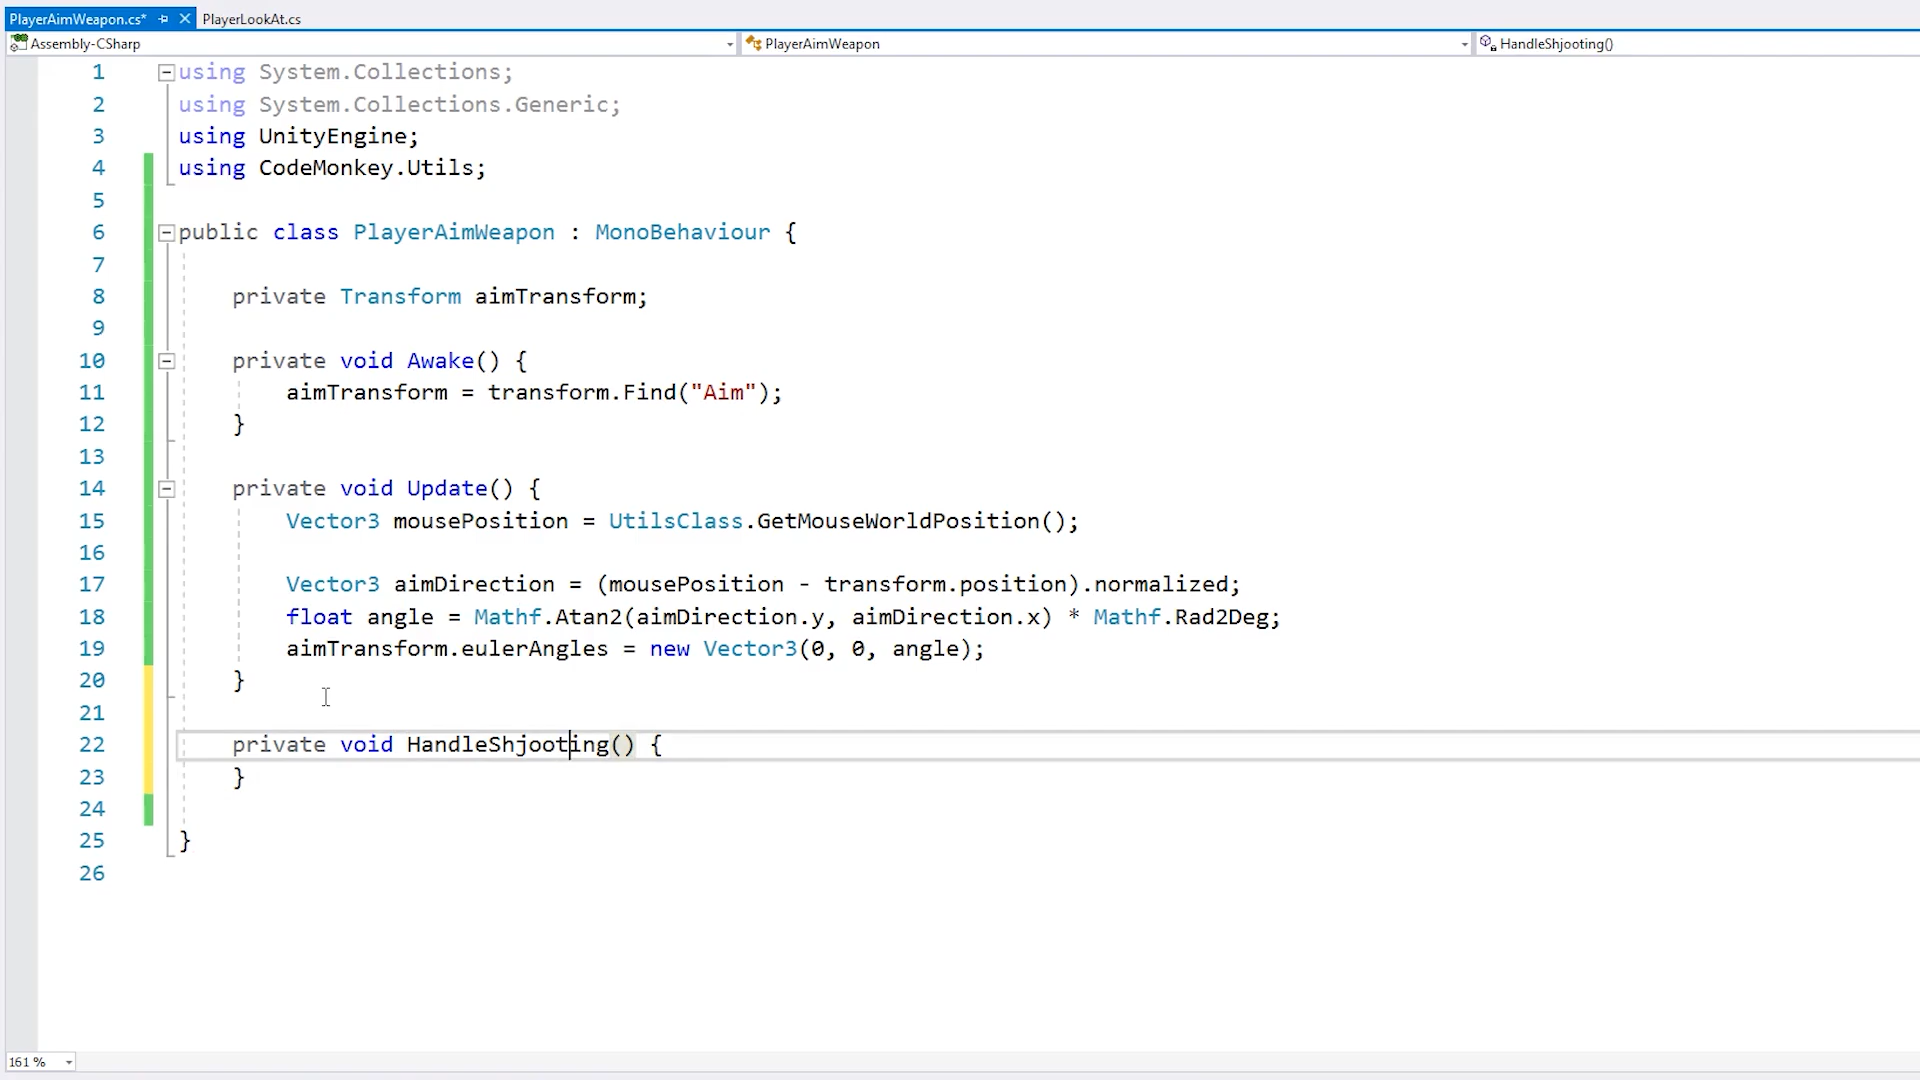 PlayerAimWeapon.cs* PlayerLookAt.cs
Assembly-CSharp PlayerAimWeapon HandleShjooting()
1 using System.Collections;
2 using System.Collections.Generic;
3 using UnityEngine;
4 using CodeMonkey.Utils;
5
6 public class PlayerAimWeapon : MonoBehaviour {
7
8 private Transform aimTransform;
9
10 private void Awake() {
11 aimTransform = transform.Find("Aim");
12 }
13
14 private void Update() {
15 Vector3 mousePosition = UtilsClass.GetMouseWorldPosition();
16
17 Vector3 aimDirection = (mousePosition - transform.position).normalized;
18 float angle = Mathf.Atan2(aimDirection.y, aimDirection.x) * Mathf.Rad2Deg;
19 aimTransform.eulerAngles = new Vector3(0, 0, angle);
20 }
21
22 private void HandleShjooting() {
23 }
24
25 }
26
161 %